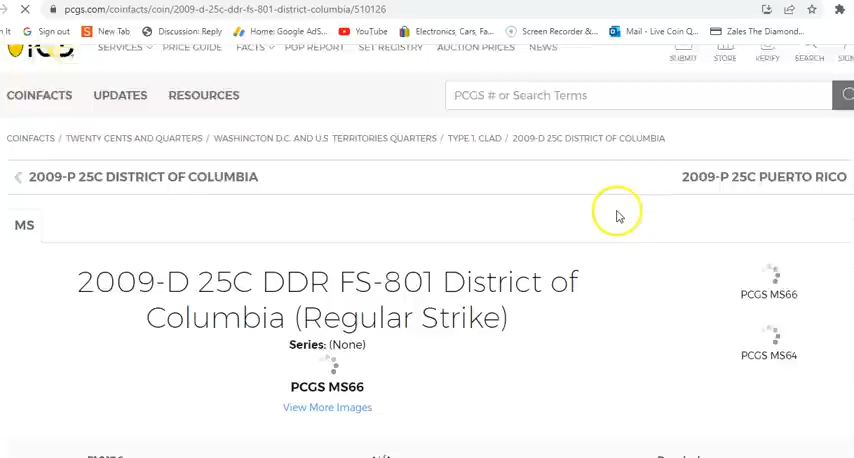 pcgs.com/coinfacts/coin/2009-d-25c-ddr-fs-801-district-columbia/510126
n It Sign out New Tab Discussion: Reply Home: Google AdS... YouTube Electronics, Cars, Fa... Screen Recorder &... Mail - Live Coin Q... Zales The Diamond...
SERVICES PRICE GUIDE COINFACTS POP REPORT SET REGISTRY AUCTION PRICES NEWS SUBMIT STORE VERIFY SEARCH
COINFACTS UPDATES RESOURCES PCGS # or Search Terms
COINFACTS / TWENTY CENTS AND QUARTERS / WASHINGTON D.C. AND U.S TERRITORIES QUARTERS / TYPE 1, CLAD / 2009-D 25C DISTRICT OF COLUMBIA
2009-P 25C DISTRICT OF COLUMBIA 2009-P 25C PUERTO RICO
MS
2009-D 25C DDR FS-801 District of
Columbia (Regular Strike)
Series: (None)
PCGS MS66
View More Images
PCGS MS66
PCGS MS64